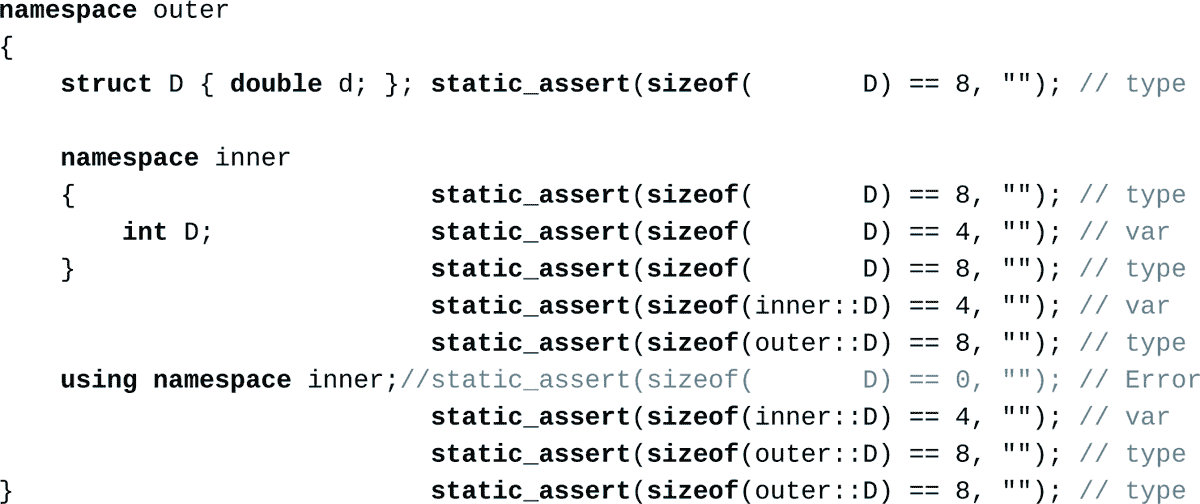 namespace outer
{
    struct D { double d; }; static_assert(sizeof(       D) == 8, ""); // type

    namespace inner
    {                       static_assert(sizeof(       D) == 8, ""); // type
        int D;              static_assert(sizeof(       D) == 4, ""); // var
    }                       static_assert(sizeof(       D) == 8, ""); // type
                            static_assert(sizeof(inner::D) == 4, ""); // var
                            static_assert(sizeof(outer::D) == 8, ""); // type
    using namespace inner;//static_assert(sizeof(       D) == 0, ""); // Error
                            static_assert(sizeof(inner::D) == 4, ""); // var
                            static_assert(sizeof(outer::D) == 8, ""); // type
}                           static_assert(sizeof(outer::D) == 8, ""); // type